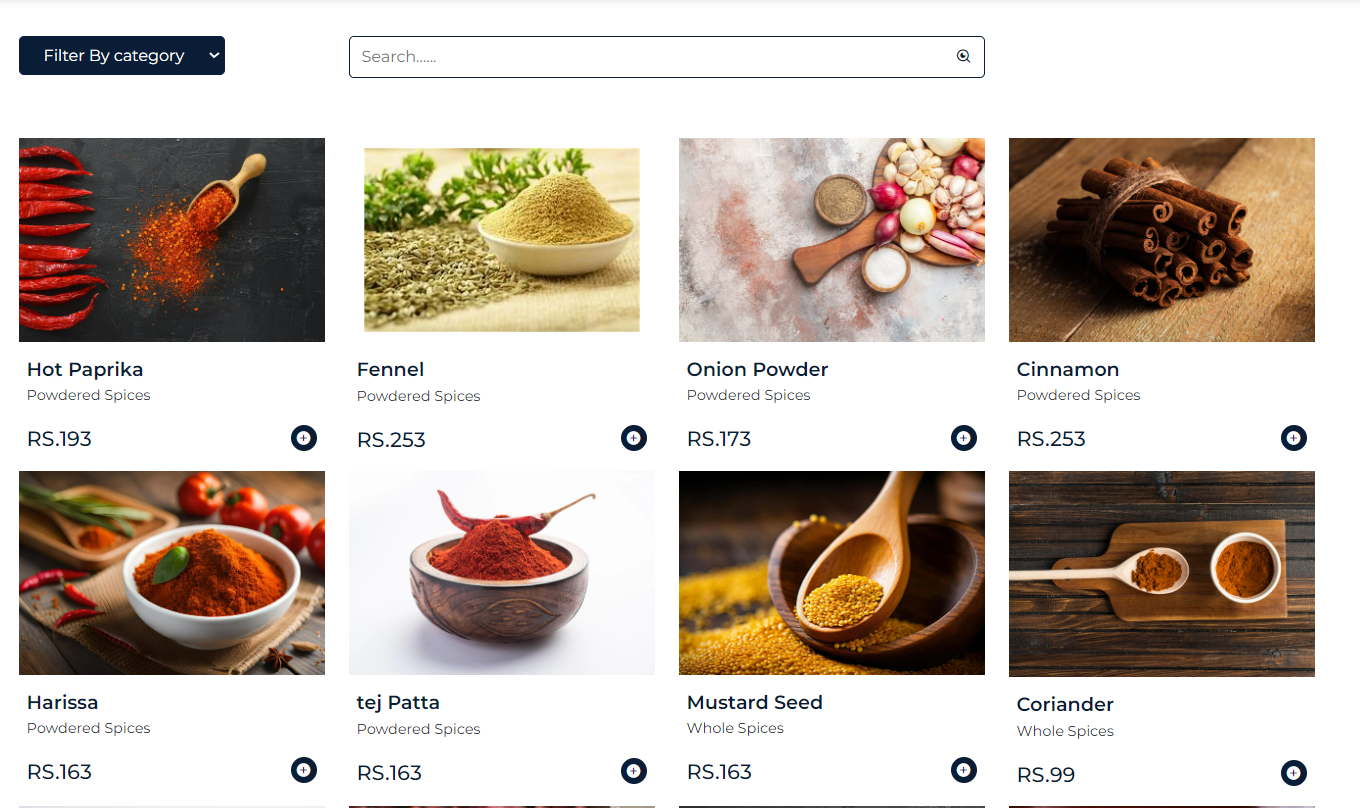 Filter By category
Search......
Hot Paprika
Powdered Spices
RS.193
Fennel
Powdered Spices
RS.253
Onion Powder
Powdered Spices
RS.173
Cinnamon
Powdered Spices
RS.253
Harissa
Powdered Spices
RS.163
tej Patta
Powdered Spices
RS.163
Mustard Seed
Whole Spices
RS.163
Coriander
Whole Spices
RS.99